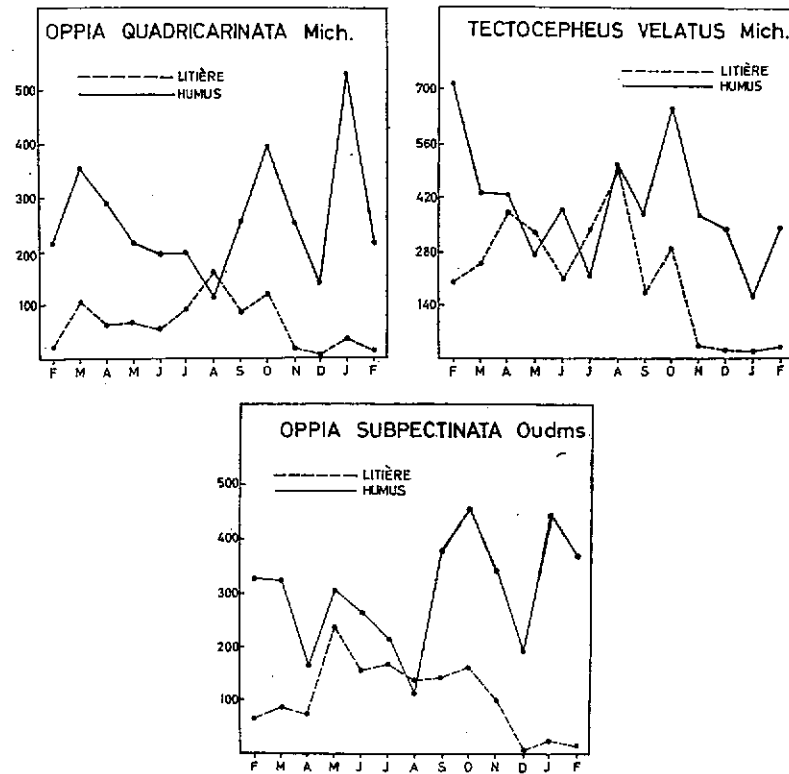 OPPIA QUADRICARINATA Mich.
LITIÈRE
HUMUS
500
400
300
200
100
F M A M J J A S O N D J F
TECTOCEPHEUS VELATUS Mich.
LITIÈRE
HUMUS
700
560
420
280
140
F M A M J J A S O N D J F
OPPIA SUBPECTINATA Oudms
LITIÈRE
HUMUS
500
400
300
200
100
F M A M J J A S O N D J F